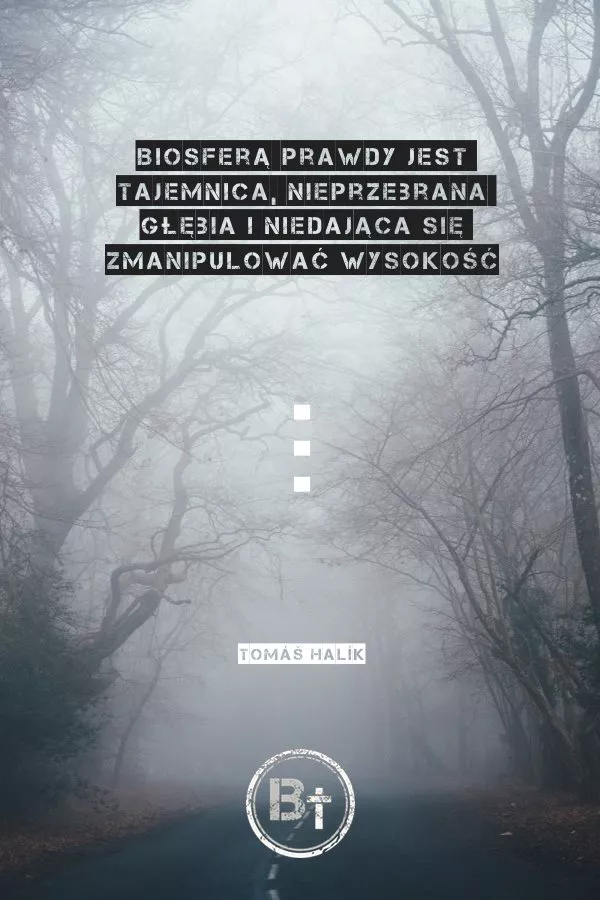 BIOSFERĄ PRAWDY JEST
TAJEMNICA, NIEPRZEBRANA
GŁĘBIA I NIEDAJĄCA SIĘ
ZMANIPULOWAĆ WYSOKOŚĆ
TOMÁŠ HALÍK
B†